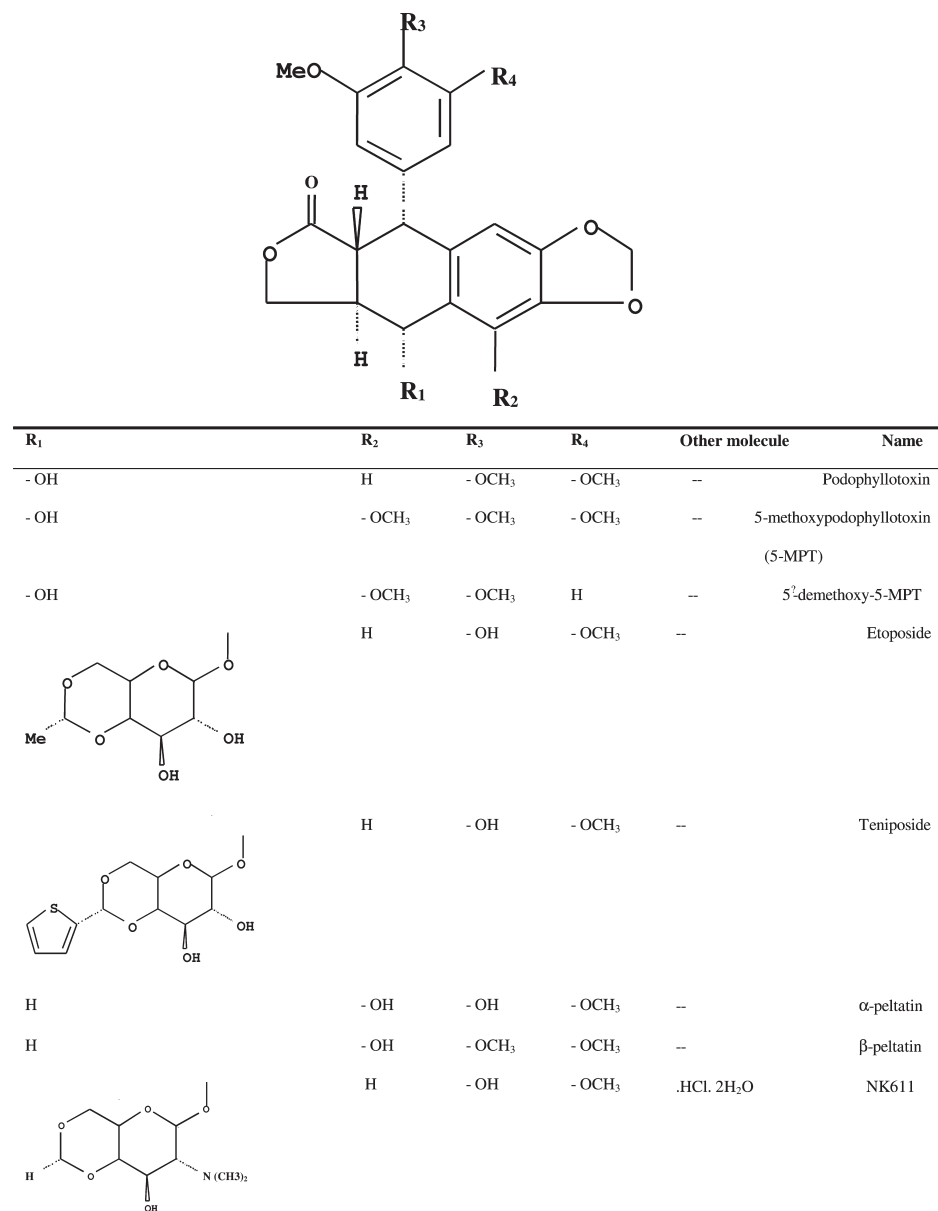 R₃
MeO
R₄
O
H
O
O
O
H
R₁
R₂
R₁ R₂ R₃ R₄ Other molecule Name
- OH H - OCH₃ - OCH₃ -- Podophyllotoxin
- OH - OCH₃ - OCH₃ - OCH₃ -- 5-methoxypodophyllotoxin
(5-MPT)
- OH - OCH₃ - OCH₃ H -- 5?-demethoxy-5-MPT
H - OH - OCH₃ -- Etoposide
O O
O
Me O OH
OH
H - OH - OCH₃ -- Teniposide
O O
O
S
O OH
OH
H - OH - OH - OCH₃ -- α-peltatin
H - OH - OCH₃ - OCH₃ -- β-peltatin
H - OH - OCH₃ .HCl. 2H₂O NK611
O O
O
H O N(CH3)₂
OH